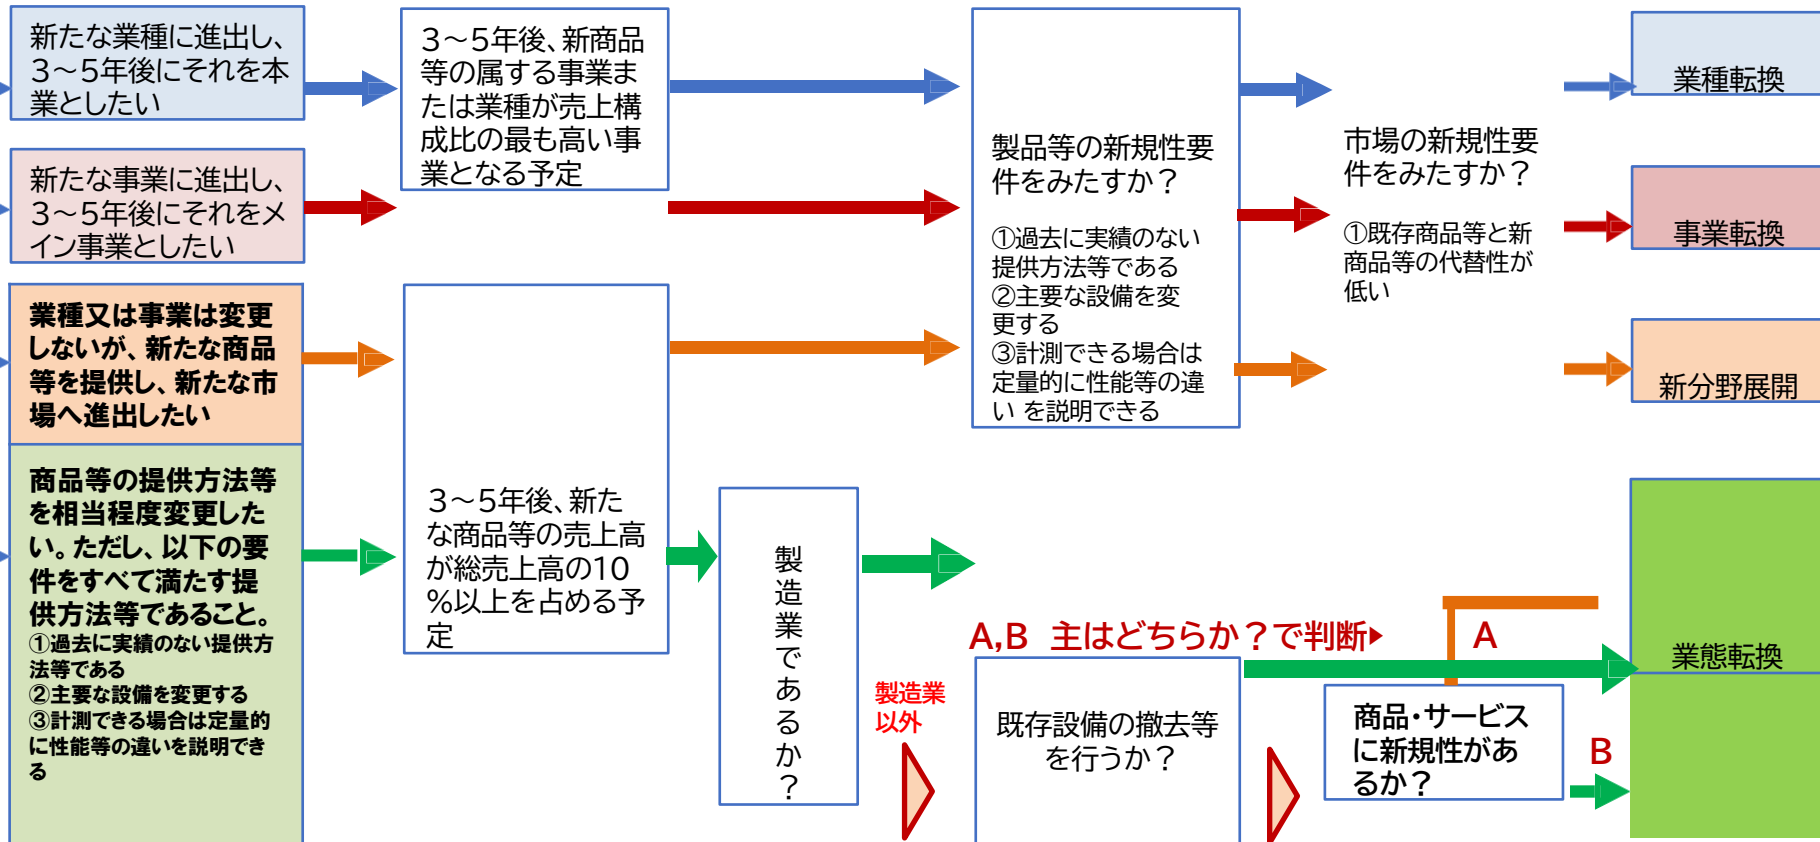 新たな業種に進出し、
3～5年後にそれを本
業としたい
3～5年後、新商品
等の属する事業ま
たは業種が売上構
成比の最も高い事
業となる予定
新たな事業に進出し、
3～5年後にそれをメ
イン事業としたい
業種又は事業は変更
しないが、新たな商品
等を提供し、新たな市
場へ進出したい
商品等の提供方法等
を相当程度変更した
い。ただし、以下の要
件をすべて満たす提
供方法等であること。
①過去に実績のない提供方
法等である
②主要な設備を変更する
③計測できる場合は定量的
に性能等の違いを説明でき
る
3～5年後、新た
な商品等の売上高
が総売上高の10
%以上を占める予
定
製造業であるか？
製品等の新規性要
件をみたすか？
①過去に実績のない
提供方法等である
②主要な設備を変
更する
③計測できる場合は
定量的に性能等の違
い を説明できる
市場の新規性要
件をみたすか？
①既存商品等と新
商品等の代替性が
低い
業種転換
事業転換
新分野展開
A,B 主はどちらか？で判断▶
A
製造業
以外
既存設備の撤去等
を行うか？
商品・サービス
に新規性があ
るか？
B
業態転換